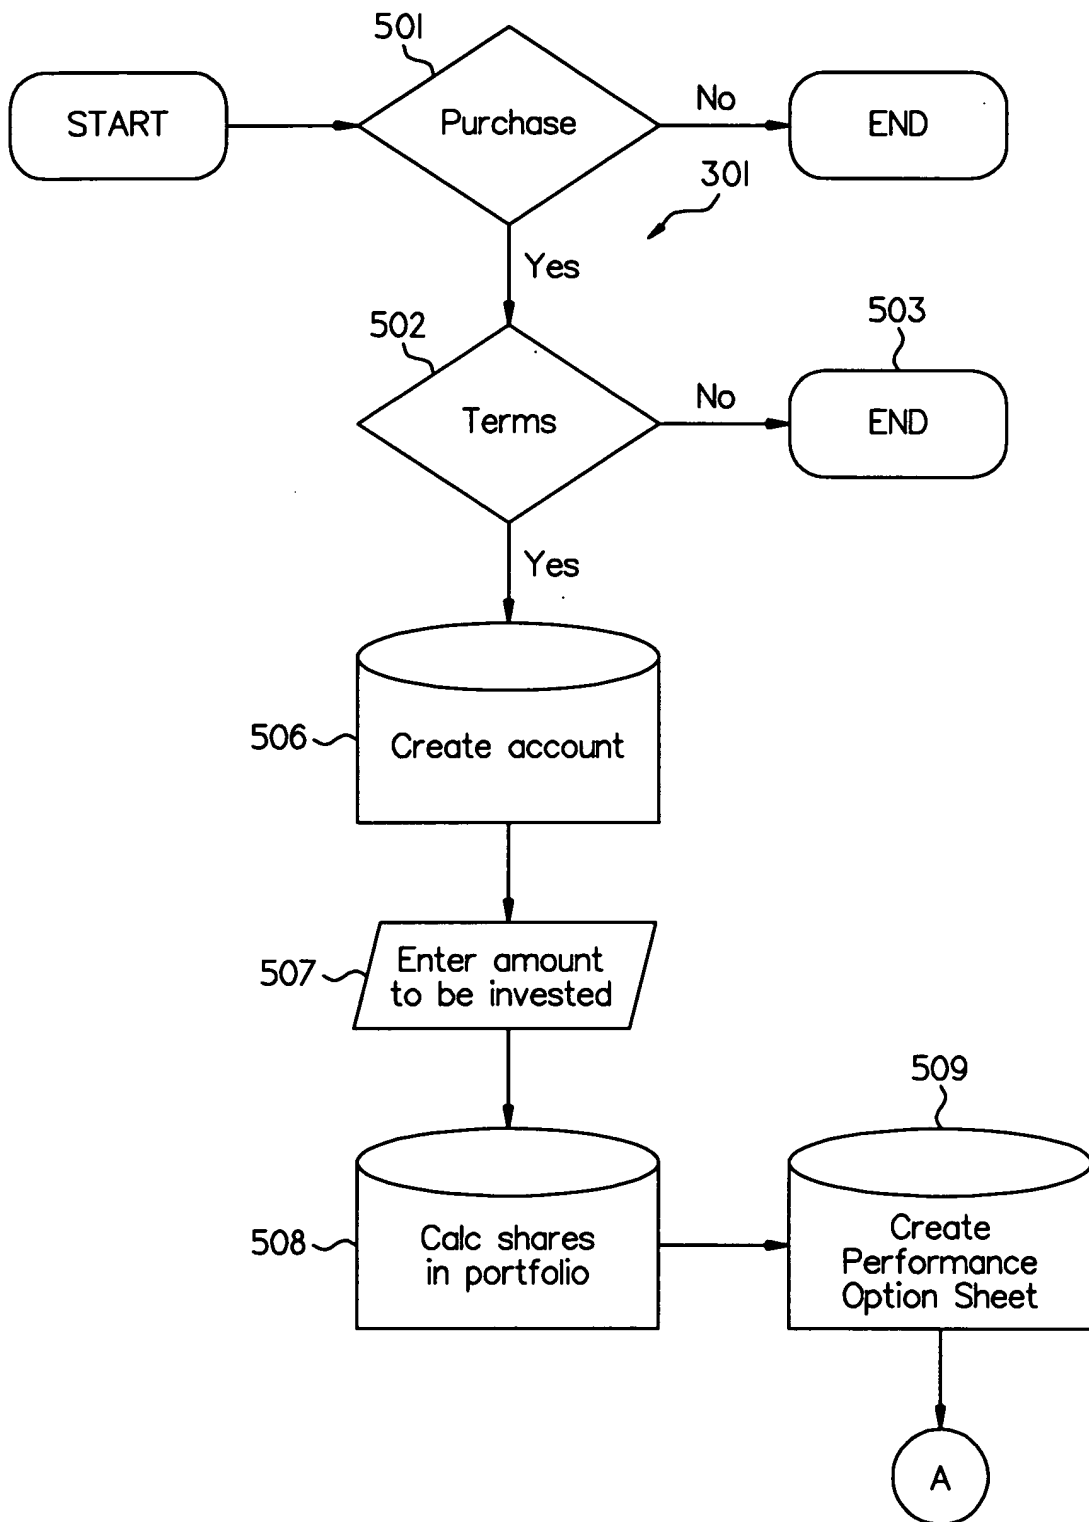 501
START
Purchase
No
END
301
Yes
502
503
Terms
No
END
Yes
506
Create account
507
Enter amount
to be invested
509
508
Calc shares
in portfolio
Create
Performance
Option Sheet
A